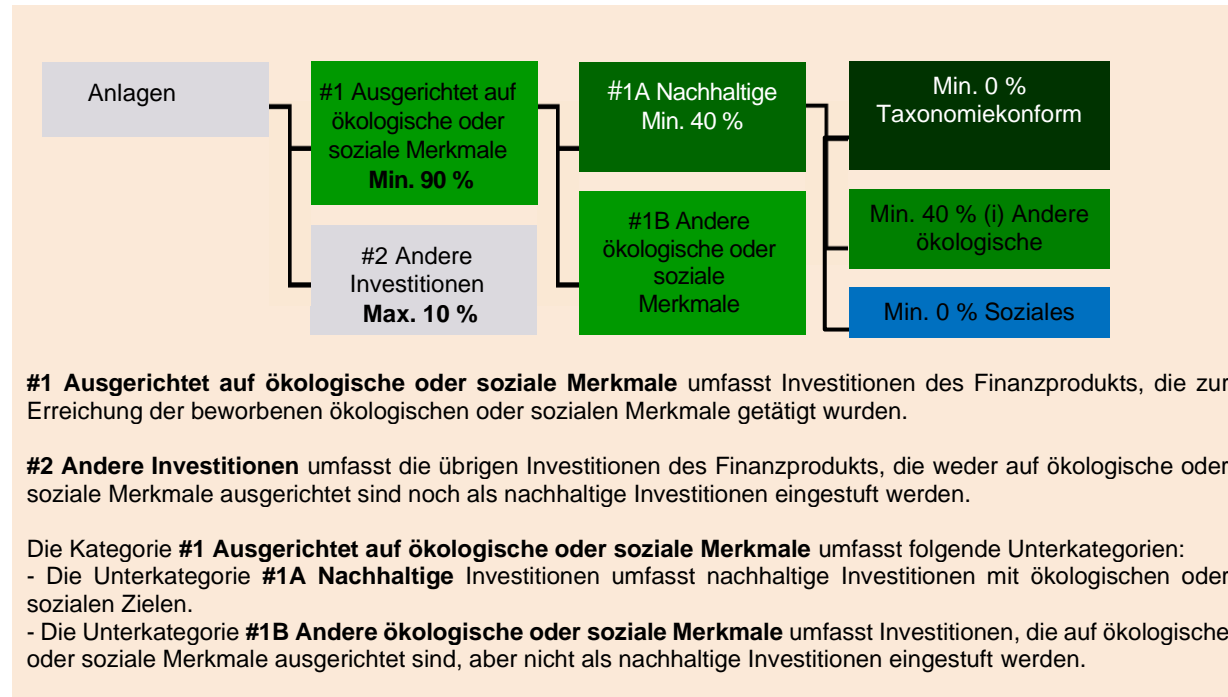 Anlagen
#1 Ausgerichtet auf
ökologische oder
soziale Merkmale
Min. 90 %
#2 Andere
Investitionen
Max. 10 %
#1A Nachhaltige
Min. 40 %
#1B Andere
ökologische oder
soziale
Merkmale
Min. 0 %
Taxonomiekonform
Min. 40 % (i) Andere
ökologische
Min. 0 % Soziales
#1 Ausgerichtet auf ökologische oder soziale Merkmale umfasst Investitionen des Finanzprodukts, die zur
Erreichung der beworbenen ökologischen oder sozialen Merkmale getätigt wurden.
#2 Andere Investitionen umfasst die übrigen Investitionen des Finanzprodukts, die weder auf ökologische oder
soziale Merkmale ausgerichtet sind noch als nachhaltige Investitionen eingestuft werden.
Die Kategorie #1 Ausgerichtet auf ökologische oder soziale Merkmale umfasst folgende Unterkategorien:
- Die Unterkategorie #1A Nachhaltige Investitionen umfasst nachhaltige Investitionen mit ökologischen oder
sozialen Zielen.
- Die Unterkategorie #1B Andere ökologische oder soziale Merkmale umfasst Investitionen, die auf ökologische
oder soziale Merkmale ausgerichtet sind, aber nicht als nachhaltige Investitionen eingestuft werden.